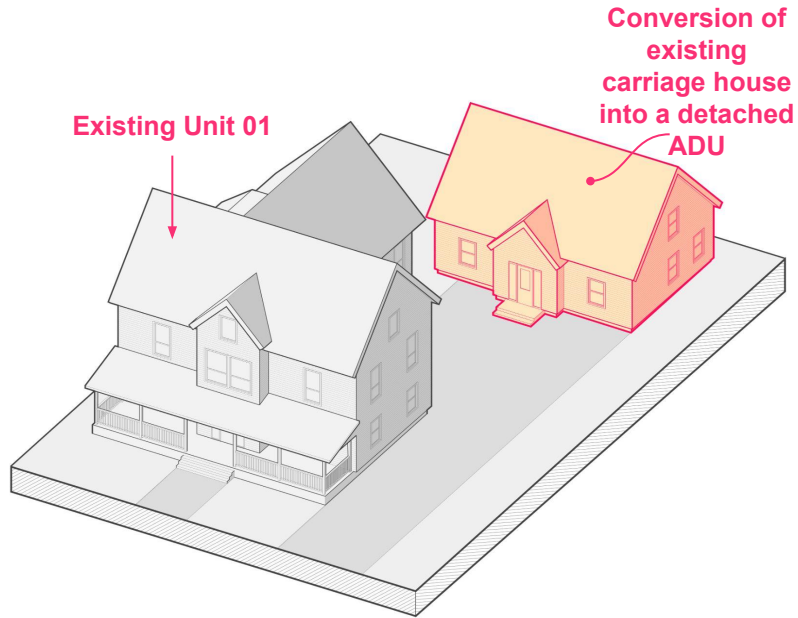 Conversion of
existing
carriage house
into a detached
ADU
Existing Unit 01